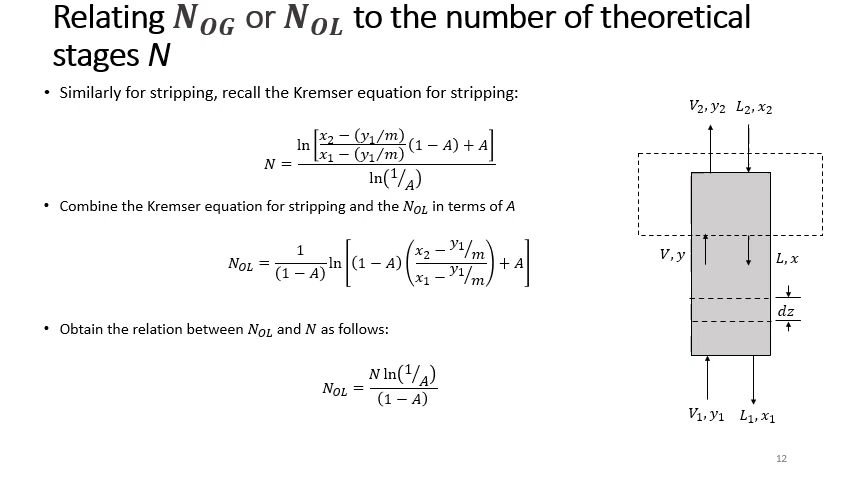 Relating N_OG or N_OL to the number of theoretical
stages N
• Similarly for stripping, recall the Kremser equation for stripping:
N = ln[(x₂ − (y₁/m))/(x₁ − (y₁/m)) (1 − A) + A] / ln(1/A)
• Combine the Kremser equation for stripping and the N_OL in terms of A
N_OL = 1/(1 − A) ln[(1 − A)((x₂ − y₁/m)/(x₁ − y₁/m)) + A]
• Obtain the relation between N_OL and N as follows:
N_OL = N ln(1/A) / (1 − A)
V₂, y₂ L₂, x₂
V, y
L, x
dz
V₁, y₁ L₁, x₁
12